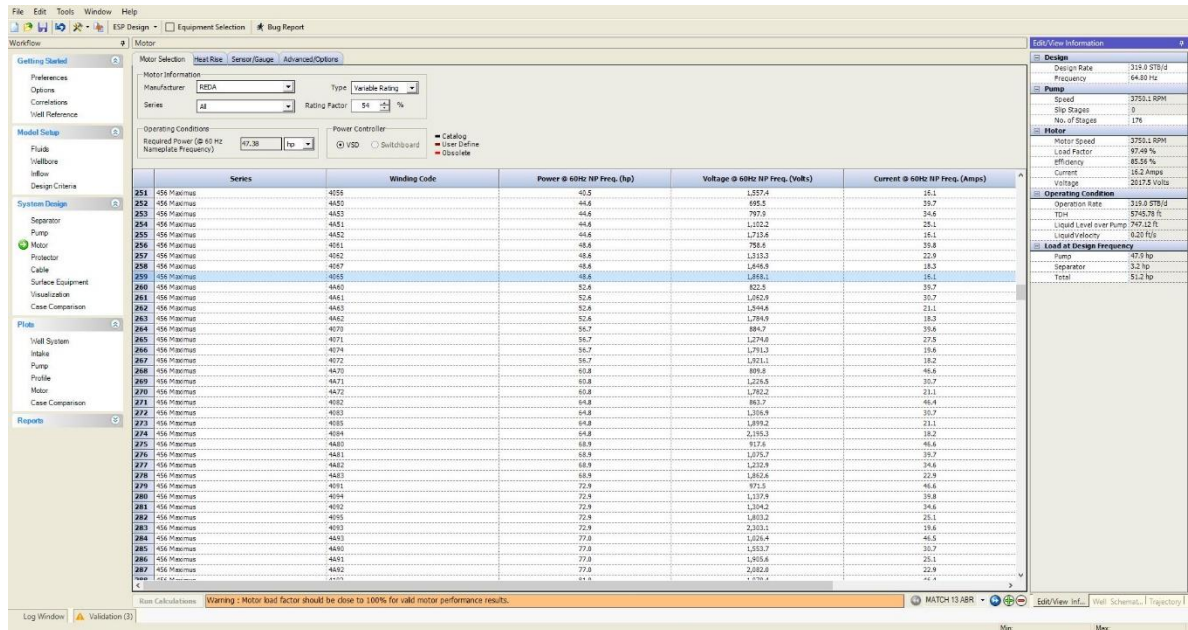 File Edit Tools Window Help
ESP Design Equipment Selection Bug Report
Workflow
Getting Started
Preferences
Options
Correlations
Well Reference
Model Setup
Fluids
Wellbore
Inflow
Design Criteria
System Design
Separator
Pump
Motor
Protector
Cable
Surface Equipment
Visualization
Case Comparison
Plots
Well System
Intake
Pump
Profile
Motor
Case Comparison
Reports
Motor
Motor Selection Heat Rise Sensor/Gauge Advanced/Options
Motor Information
Manufacturer REDA Type Variable Rating
Series All Rating Factor 54 %
Operating Conditions
Required Power (@ 60 Hz Nameplate Frequency) 47.38 hp
Power Controller
VSD Switchboard
Catalog
User Define
Obsolete
Series Winding Code Power @ 60Hz NP Freq. (hp) Voltage @ 60Hz NP Freq. (Volts) Current @ 60Hz NP Freq. (Amps)
251 456 Maximus 4056 40.5 1,557.4 16.1
252 456 Maximus 4A50 44.6 695.5 39.7
253 456 Maximus 4A53 44.6 797.9 34.6
254 456 Maximus 4A51 44.6 1,102.2 25.1
255 456 Maximus 4A52 44.6 1,713.6 16.1
256 456 Maximus 4061 48.6 758.6 39.8
257 456 Maximus 4062 48.6 1,313.3 22.9
258 456 Maximus 4067 48.6 1,646.9 18.3
259 456 Maximus 4065 48.6 1,868.1 16.1
260 456 Maximus 4A60 52.6 822.5 39.7
261 456 Maximus 4A61 52.6 1,062.9 30.7
262 456 Maximus 4A63 52.6 1,544.6 21.1
263 456 Maximus 4A62 52.6 1,784.9 18.3
264 456 Maximus 4070 56.7 884.7 39.6
265 456 Maximus 4071 56.7 1,274.0 27.5
266 456 Maximus 4074 56.7 1,791.3 19.6
267 456 Maximus 4072 56.7 1,921.1 18.2
268 456 Maximus 4A70 60.8 809.8 46.6
269 456 Maximus 4A71 60.8 1,226.5 30.7
270 456 Maximus 4A72 60.8 1,782.2 21.1
271 456 Maximus 4082 64.8 863.7 46.4
272 456 Maximus 4083 64.8 1,306.9 30.7
273 456 Maximus 4085 64.8 1,899.2 21.1
274 456 Maximus 4084 64.8 2,195.3 18.2
275 456 Maximus 4A80 68.9 917.6 46.6
276 456 Maximus 4A81 68.9 1,075.7 39.7
277 456 Maximus 4A82 68.9 1,232.9 34.6
278 456 Maximus 4A83 68.9 1,862.6 22.9
279 456 Maximus 4091 72.9 971.5 46.6
280 456 Maximus 4094 72.9 1,137.9 39.8
281 456 Maximus 4092 72.9 1,304.2 34.6
282 456 Maximus 4095 72.9 1,803.2 25.1
283 456 Maximus 4093 72.9 2,303.1 19.6
284 456 Maximus 4A93 77.0 1,026.4 46.5
285 456 Maximus 4A90 77.0 1,553.7 30.7
286 456 Maximus 4A91 77.0 1,905.6 25.1
287 456 Maximus 4A92 77.0 2,082.0 22.9
Run Calculations Warning : Motor load factor should be close to 100% for valid motor performance results. MATCH 13 ABR
Edit/View Information
Design
Design Rate 319.0 STB/d
Frequency 64.80 Hz
Pump
Speed 3750.1 RPM
Slip Stages 0
No. of Stages 176
Motor
Motor Speed 3750.1 RPM
Load Factor 97.49 %
Efficiency 85.56 %
Current 16.2 Amps
Voltage 2017.5 Volts
Operating Condition
Operation Rate 319.0 STB/d
TDH 5745.78 ft
Liquid Level over Pump 747.12 ft
LiquidVelocity 0.20 ft/s
Load at Design Frequency
Pump 47.9 hp
Separator 3.2 hp
Total 51.2 hp
Edit/View Inf... Well Schemat... Trajectory
Log Window Validation (3)
Min: Max: